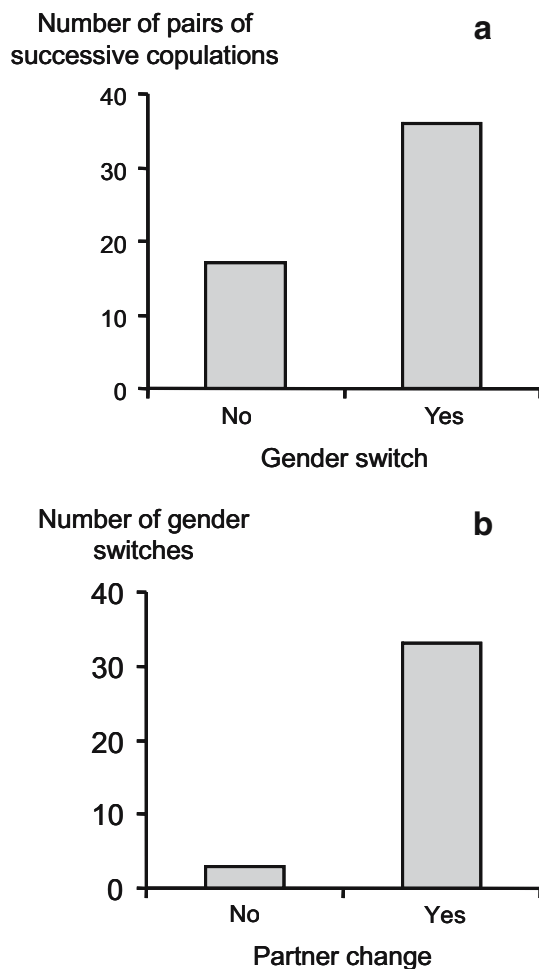 Number of pairs of
successive copulations
a
40
30
20
10
0
No
Yes
Gender switch
Number of gender
switches
b
40
30
20
10
0
No
Yes
Partner change